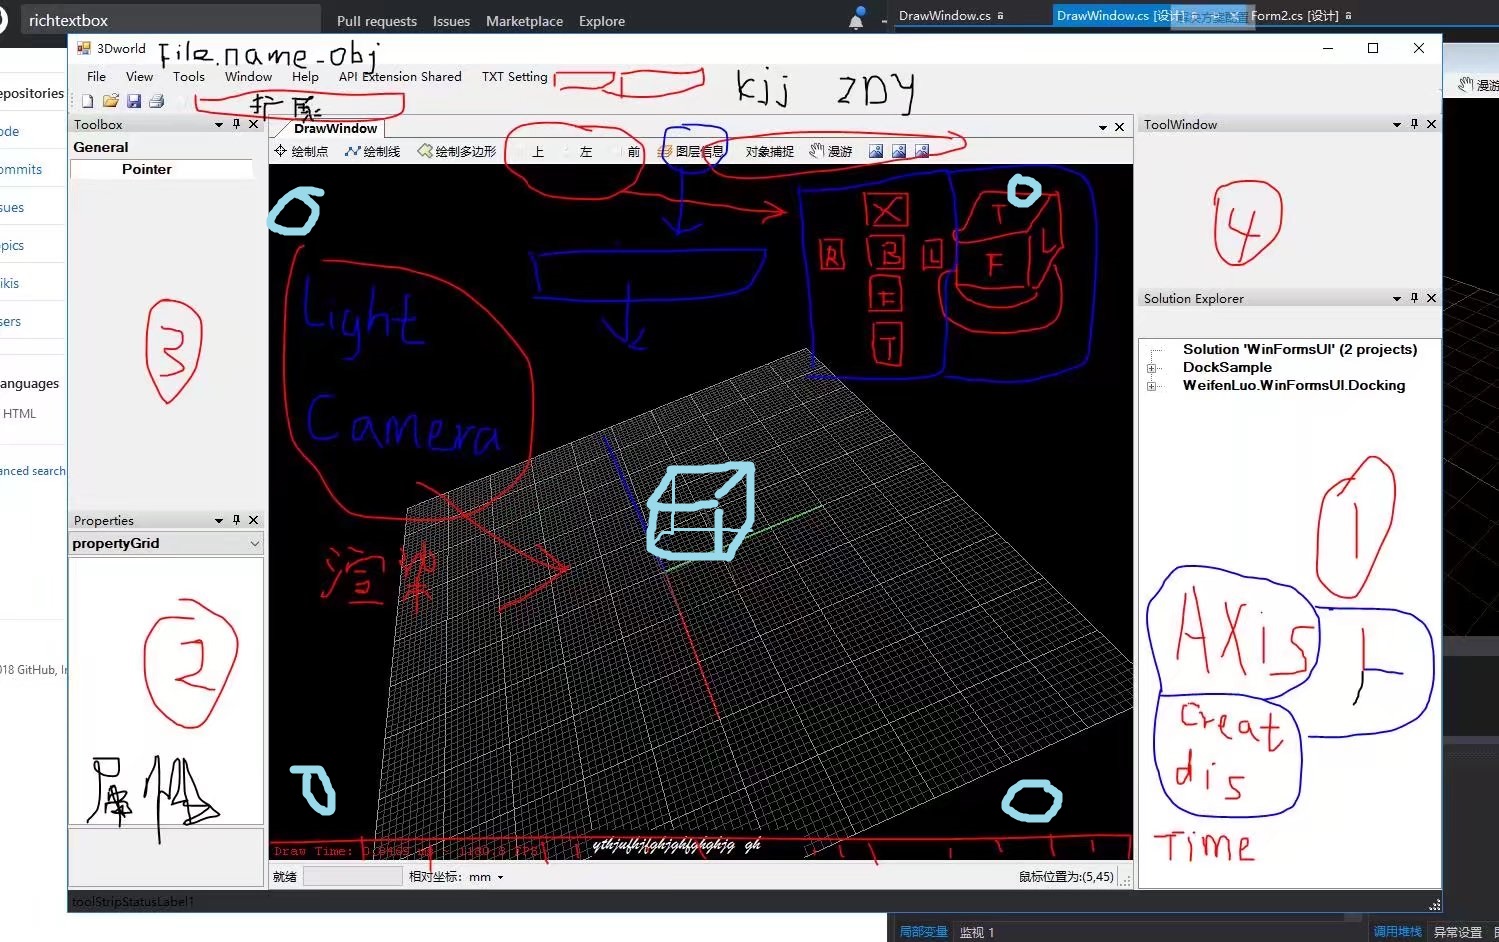 richtextbox
Pull requests Issues Marketplace Explore
DrawWindow.cs
DrawWindow.cs [设计]
Form2.cs [设计]
3Dworld
File.name_obj
File View Tools Window Help API Extension Shared TXT Setting
kjj ZDY
漫游
扩展
epositories
ode
ommits
sues
opics
ikis
sers
anguages
HTML
anced search
018 GitHub, In
Toolbox
General
Pointer
3
Properties
propertyGrid
2
属性
DrawWindow
绘制点 绘制线 绘制多边形 上 左 前 图层信息 对象捕捉 漫游
X
R B L
F
T
T
F L
Light
Camera
渲染
Draw Time:
ythjufhjfghjghfghghjg gh
就绪 相对坐标: mm 鼠标位置为:(5,45)
toolStripStatusLabel1
ToolWindow
4
Solution Explorer
Solution 'WinFormsUI' (2 projects)
DockSample
WeifenLuo.WinFormsUI.Docking
1
AXis
Creat
dis
Time
局部变量 监视 1
调用堆栈 异常设置